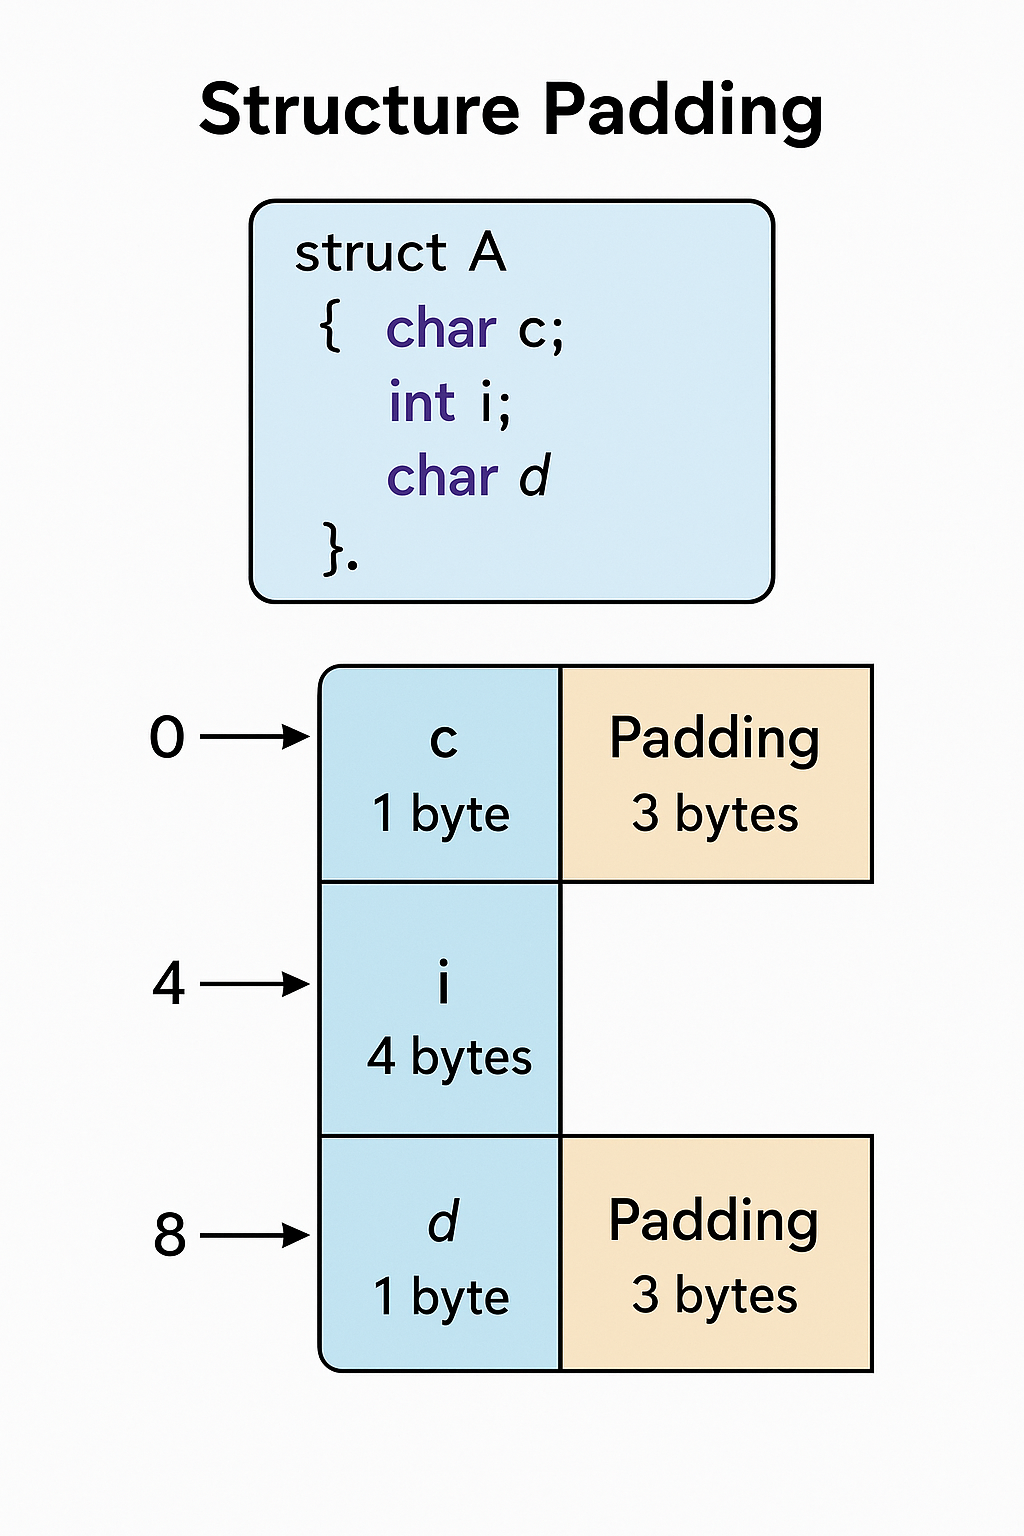 Structure Padding
struct A
{ char c;
int i;
char d
}.
0
c
1 byte
Padding
3 bytes
4
i
4 bytes
8
d
1 byte
Padding
3 bytes